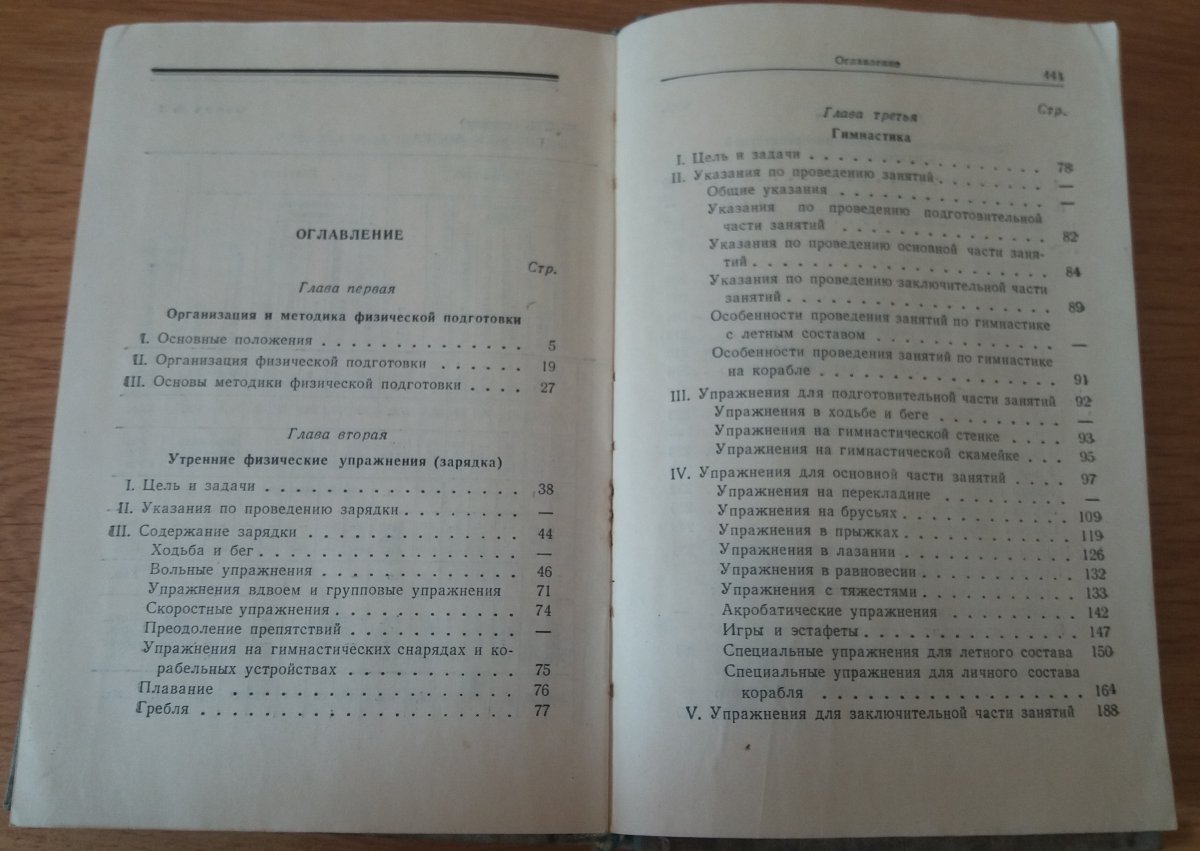 ОГЛАВЛЕНИЕ
Стр.
Глава первая
Организация и методика физической подготовки
I. Основные положения . . . . . . . . . . . . . . 5
II. Организация физической подготовки . . . . . . 19
III. Основы методики физической подготовки . . . . 27
Глава вторая
Утренние физические упражнения (зарядка)
I. Цель и задачи . . . . . . . . . . . . . . . . . 38
II. Указания по проведению зарядки . . . . . . . . —
III. Содержание зарядки . . . . . . . . . . . . . . 44
Ходьба и бег . . . . . . . . . . . . . . . . . —
Вольные упражнения . . . . . . . . . . . . . 46
Упражнения вдвоем и групповые упражнения 71
Скоростные упражнения . . . . . . . . . . . . 74
Преодоление препятствий . . . . . . . . . . . —
Упражнения на гимнастических снарядах и ко-
рабельных устройствах . . . . . . . . . . . 75
Плавание . . . . . . . . . . . . . . . . . . 76
Гребля . . . . . . . . . . . . . . . . . . . . 77
Оглавление 441
Стр.
Глава третья
Гимнастика
I. Цель и задачи . . . . . . . . . . . . . . . . . 78
II. Указания по проведению занятий . . . . . . . . —
Общие указания . . . . . . . . . . . . . . . —
Указания по проведению подготовительной
части занятий . . . . . . . . . . . . . . . 82
Указания по проведению основной части заня-
тий . . . . . . . . . . . . . . . . . . . . 84
Указания по проведению заключительной части
занятий . . . . . . . . . . . . . . . . . . 89
Особенности проведения занятий по гимнастике
с летным составом . . . . . . . . . . . . . —
Особенности проведения занятий по гимнастике
на корабле . . . . . . . . . . . . . . . . . 91
III. Упражнения для подготовительной части занятий 92
Упражнения в ходьбе и беге . . . . . . . . . —
Упражнения на гимнастической стенке . . . . 93
Упражнения на гимнастической скамейке . . . 95
IV. Упражнения для основной части занятий . . . . 97
Упражнения на перекладине . . . . . . . . . —
Упражнения на брусьях . . . . . . . . . . . . 109
Упражнения в прыжках . . . . . . . . . . . . 119
Упражнения в лазании . . . . . . . . . . . . 126
Упражнения в равновесии . . . . . . . . . . . 132
Упражнения с тяжестями . . . . . . . . . . . 133
Акробатические упражнения . . . . . . . . . 142
Игры и эстафеты . . . . . . . . . . . . . . . 147
Специальные упражнения для летного состава 150
Специальные упражнения для личного состава
корабля . . . . . . . . . . . . . . . . . . 164
V. Упражнения для заключительной части занятий 188